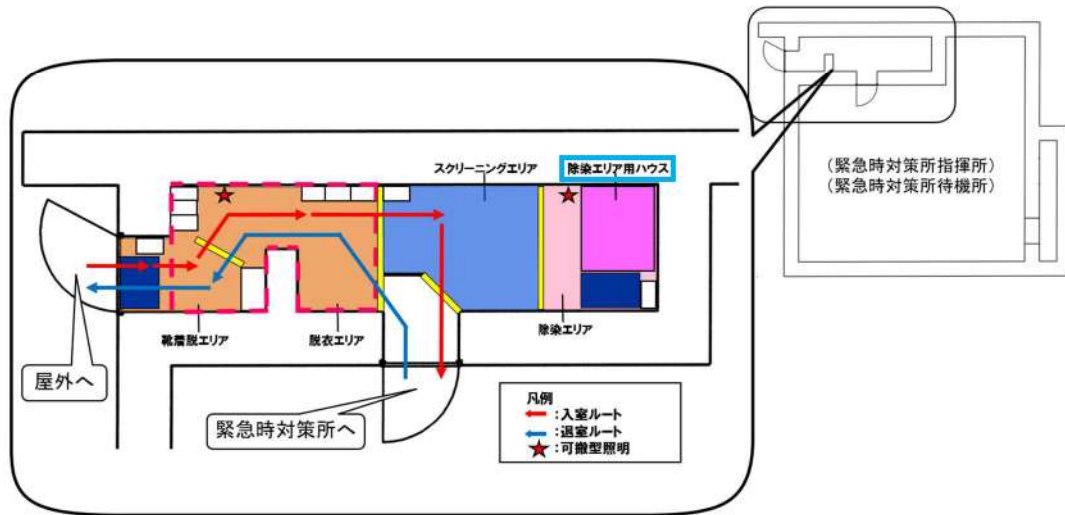 スクリーニングエリア
除染エリア用ハウス
(緊急時対策所指揮所)
(緊急時対策所待機所)
靴着脱エリア
脱衣エリア
除染エリア
屋外へ
緊急時対策所へ
凡例
:入室ルート
:退室ルート
:可搬型照明